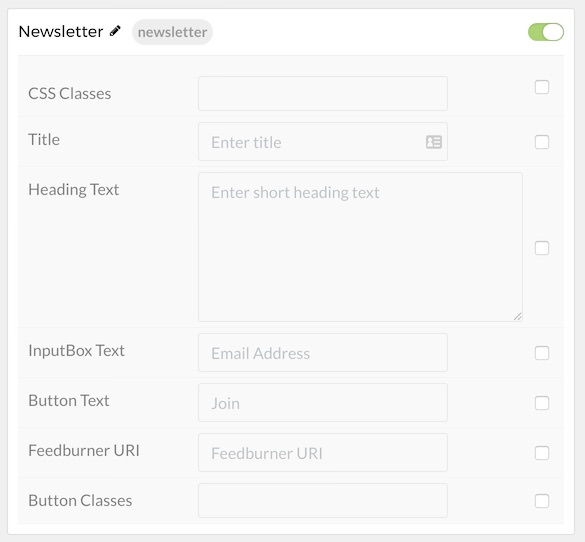 Newsletter newsletter
CSS Classes
Title Enter title
Heading Text Enter short heading text
InputBox Text Email Address
Button Text Join
Feedburner URI Feedburner URI
Button Classes